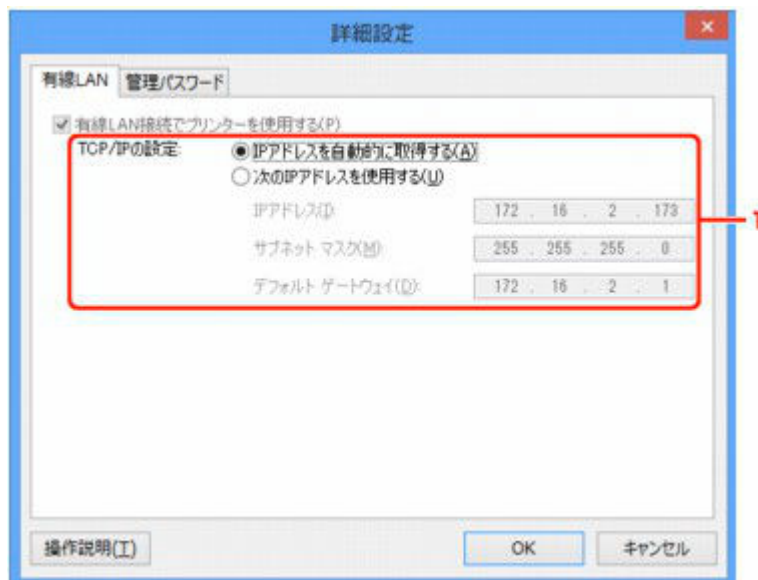 詳細設定
有線LAN 管理パスワード
有線LAN接続でプリンターを使用する(P)
TCP/IPの設定: IPアドレスを自動的に取得する(A)
次のIPアドレスを使用する(U)
IPアドレス(I): 172 . 16 . 2 . 173
1
サブネット マスク(M): 255 . 255 . 255 . 0
デフォルト ゲートウェイ(D): 172 . 16 . 2 . 1
操作説明(T) OK キャンセル